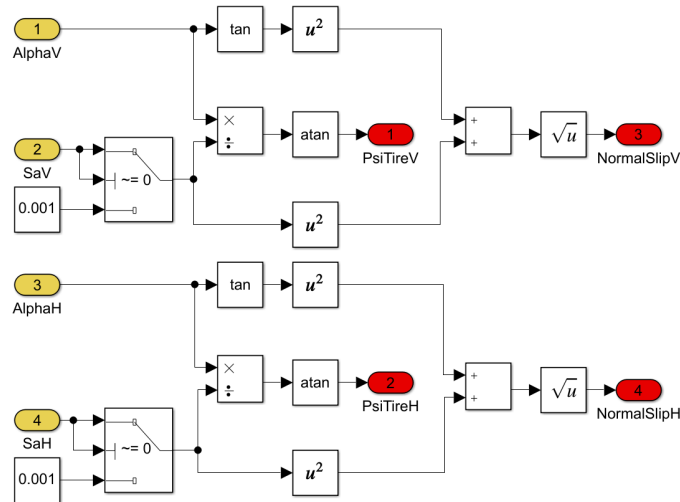 1
AlphaV
tan
u²
×
÷
atan
1
PsiTireV
+
+
√u
3
NormalSlipV
2
SaV
~= 0
0.001
u²
3
AlphaH
tan
u²
×
÷
atan
2
PsiTireH
+
+
√u
4
NormalSlipH
4
SaH
~= 0
0.001
u²